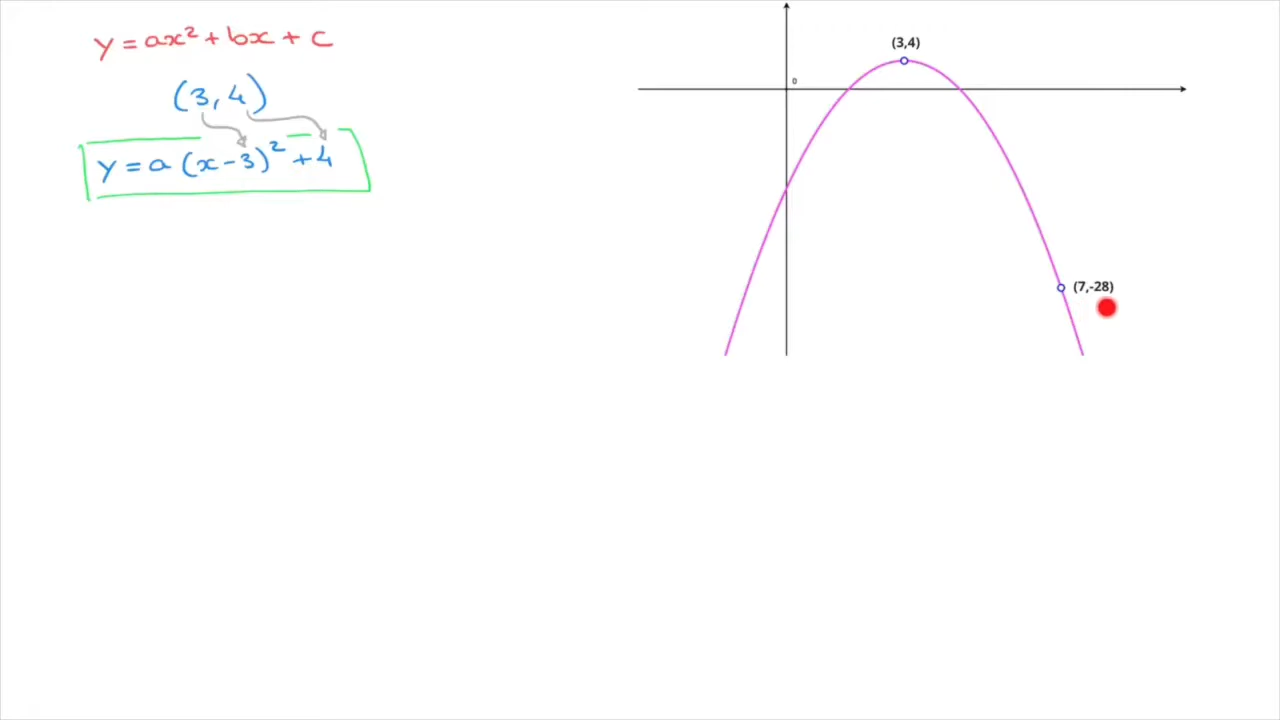 y = ax² + bx + c
(3, 4)
y = a (x - 3)² + 4
(3,4)
0
(7,-28)